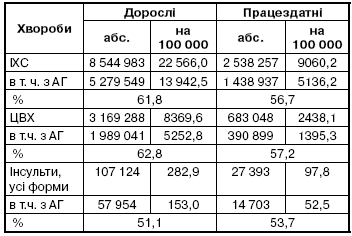 Хвороби Дорослі Працездатні
абс. на 100 000 абс. на 100 000
ІХС 8 544 983 22 566,0 2 538 257 9060,2
в т. ч. з АГ 5 279 549 13 942,5 1 438 937 5136,2
% 61,8 56,7
ЦВХ 3 169 288 8369,6 683 048 2438,1
в т. ч. з АГ 1 989 041 5252,8 390 899 1395,3
% 62,8 57,2
Інсульти, усі форми 107 124 282,9 27 393 97,8
в т.ч. з АГ 57 954 153,0 14 703 52,5
% 51,1 53,7